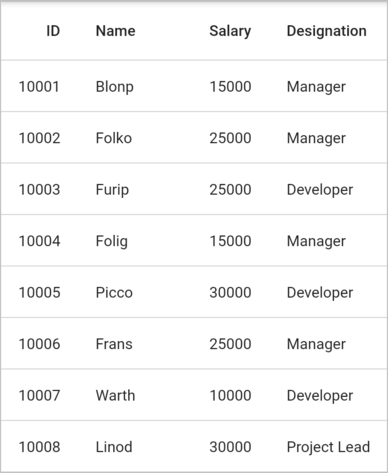 ID Name Salary Designation
10001 Blonp 15000 Manager
10002 Folko 25000 Manager
10003 Furip 25000 Developer
10004 Folig 15000 Manager
10005 Picco 30000 Developer
10006 Frans 25000 Manager
10007 Warth 10000 Developer
10008 Linod 30000 Project Lead